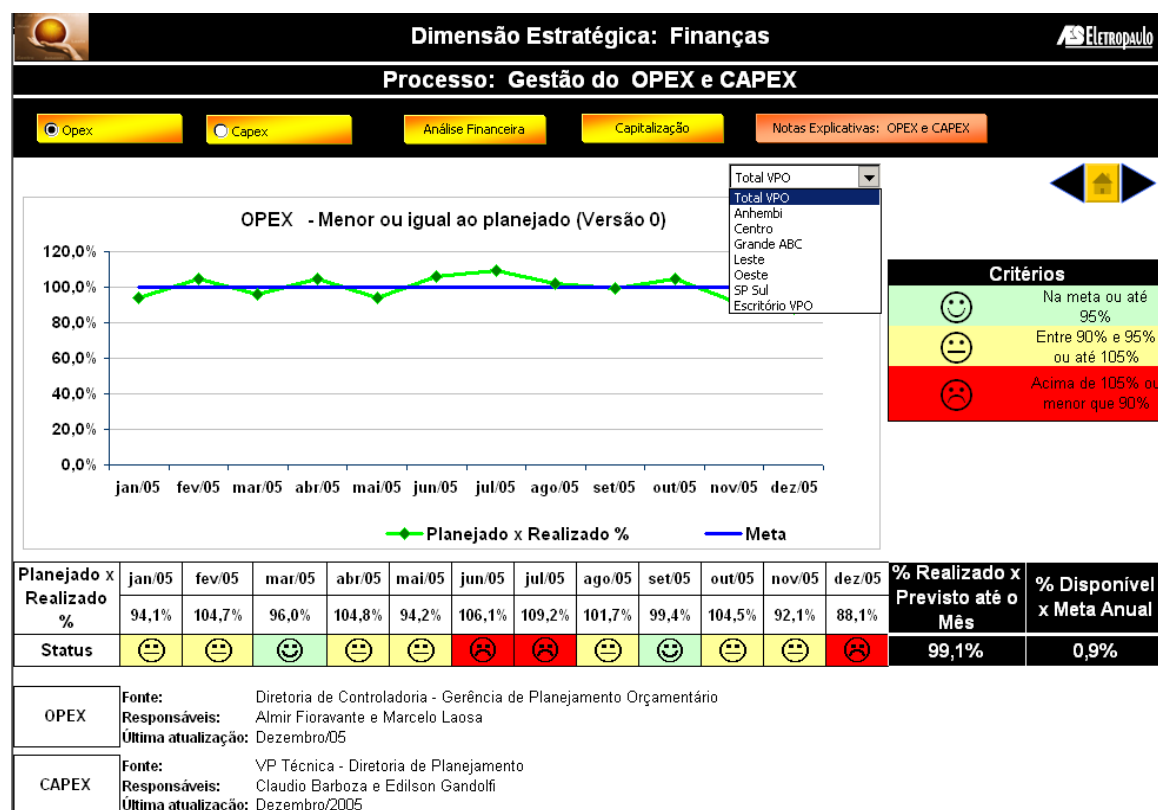 Dimensão Estratégica: Finanças
AES ELETROPAULO
Processo: Gestão do OPEX e CAPEX
Opex
Capex
Análise Financeira
Capitalização
Notas Explicativas: OPEX e CAPEX
Total VPO
Total VPO
Anhembi
Centro
Grande ABC
Leste
Oeste
SP Sul
Escritório VPO
OPEX - Menor ou igual ao planejado (Versão 0)
120,0%
100,0%
80,0%
60,0%
40,0%
20,0%
0,0%
jan/05 fev/05 mar/05 abr/05 mai/05 jun/05 jul/05 ago/05 set/05 out/05 nov/05 dez/05
Planejado x Realizado % Meta
Critérios
Na meta ou até
95%
Entre 90% e 95%
ou até 105%
Acima de 105% ou
menor que 90%
Planejado x
Realizado
%
jan/05 fev/05 mar/05 abr/05 mai/05 jun/05 jul/05 ago/05 set/05 out/05 nov/05 dez/05
94,1% 104,7% 96,0% 104,8% 94,2% 106,1% 109,2% 101,7% 99,4% 104,5% 92,1% 88,1%
% Realizado x
Previsto até o
Mês
% Disponível
x Meta Anual
Status
99,1% 0,9%
OPEX
Fonte: Diretoria de Controladoria - Gerência de Planejamento Orçamentário
Responsáveis: Almir Fioravante e Marcelo Laosa
Última atualização: Dezembro/05
CAPEX
Fonte: VP Técnica - Diretoria de Planejamento
Responsáveis: Claudio Barboza e Edilson Gandolfi
Última atualização: Dezembro/2005